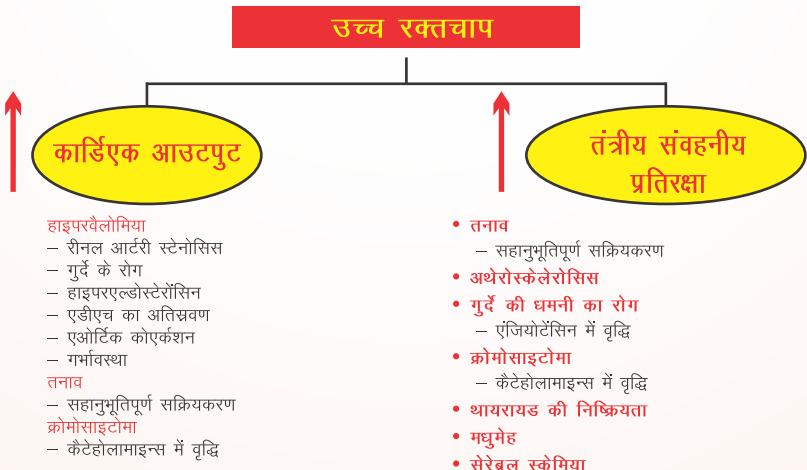 उच्च रक्तचाप
कार्डिएक आउटपुट
हाइपरवैलोमिया
– रीनल आर्टरी स्टेनोसिस
– गुर्दे के रोग
– हाइपरएल्डोस्टेरोंसिन
– एडीएच का अतिस्रवण
– एओर्टिक कोएर्कशन
– गर्भावस्था
तनाव
– सहानुभूतिपूर्ण सक्रियकरण
क्रोमोसाइटोमा
– कैटेहोलामाइन्स में वृद्धि
तंत्रीय संवहनीय
प्रतिरक्षा
• तनाव
– सहानुभूतिपूर्ण सक्रियकरण
• अथेरोस्केलेरोसिस
• गुर्दे की धमनी का रोग
– एंजियोटेंसिन में वृद्धि
• क्रोमोसाइटोमा
– कैटेहोलामाइन्स में वृद्धि
• थायरायड की निष्क्रियता
• मधुमेह
• सेरेब्रल स्केमिया